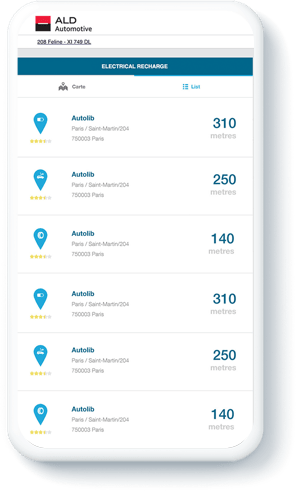 ALD
Automotive
208 Feline - XI 749 DL
ELECTRICAL RECHARGE
Carte
List
Autolib
Paris / Saint-Martin/204
750003 Paris
310
metres
Autolib
Paris / Saint-Martin/204
750003 Paris
250
metres
Autolib
Paris / Saint-Martin/204
750003 Paris
140
metres
Autolib
Paris / Saint-Martin/204
750003 Paris
310
metres
Autolib
Paris / Saint-Martin/204
750003 Paris
250
metres
Autolib
Paris / Saint-Martin/204
750003 Paris
140
metres